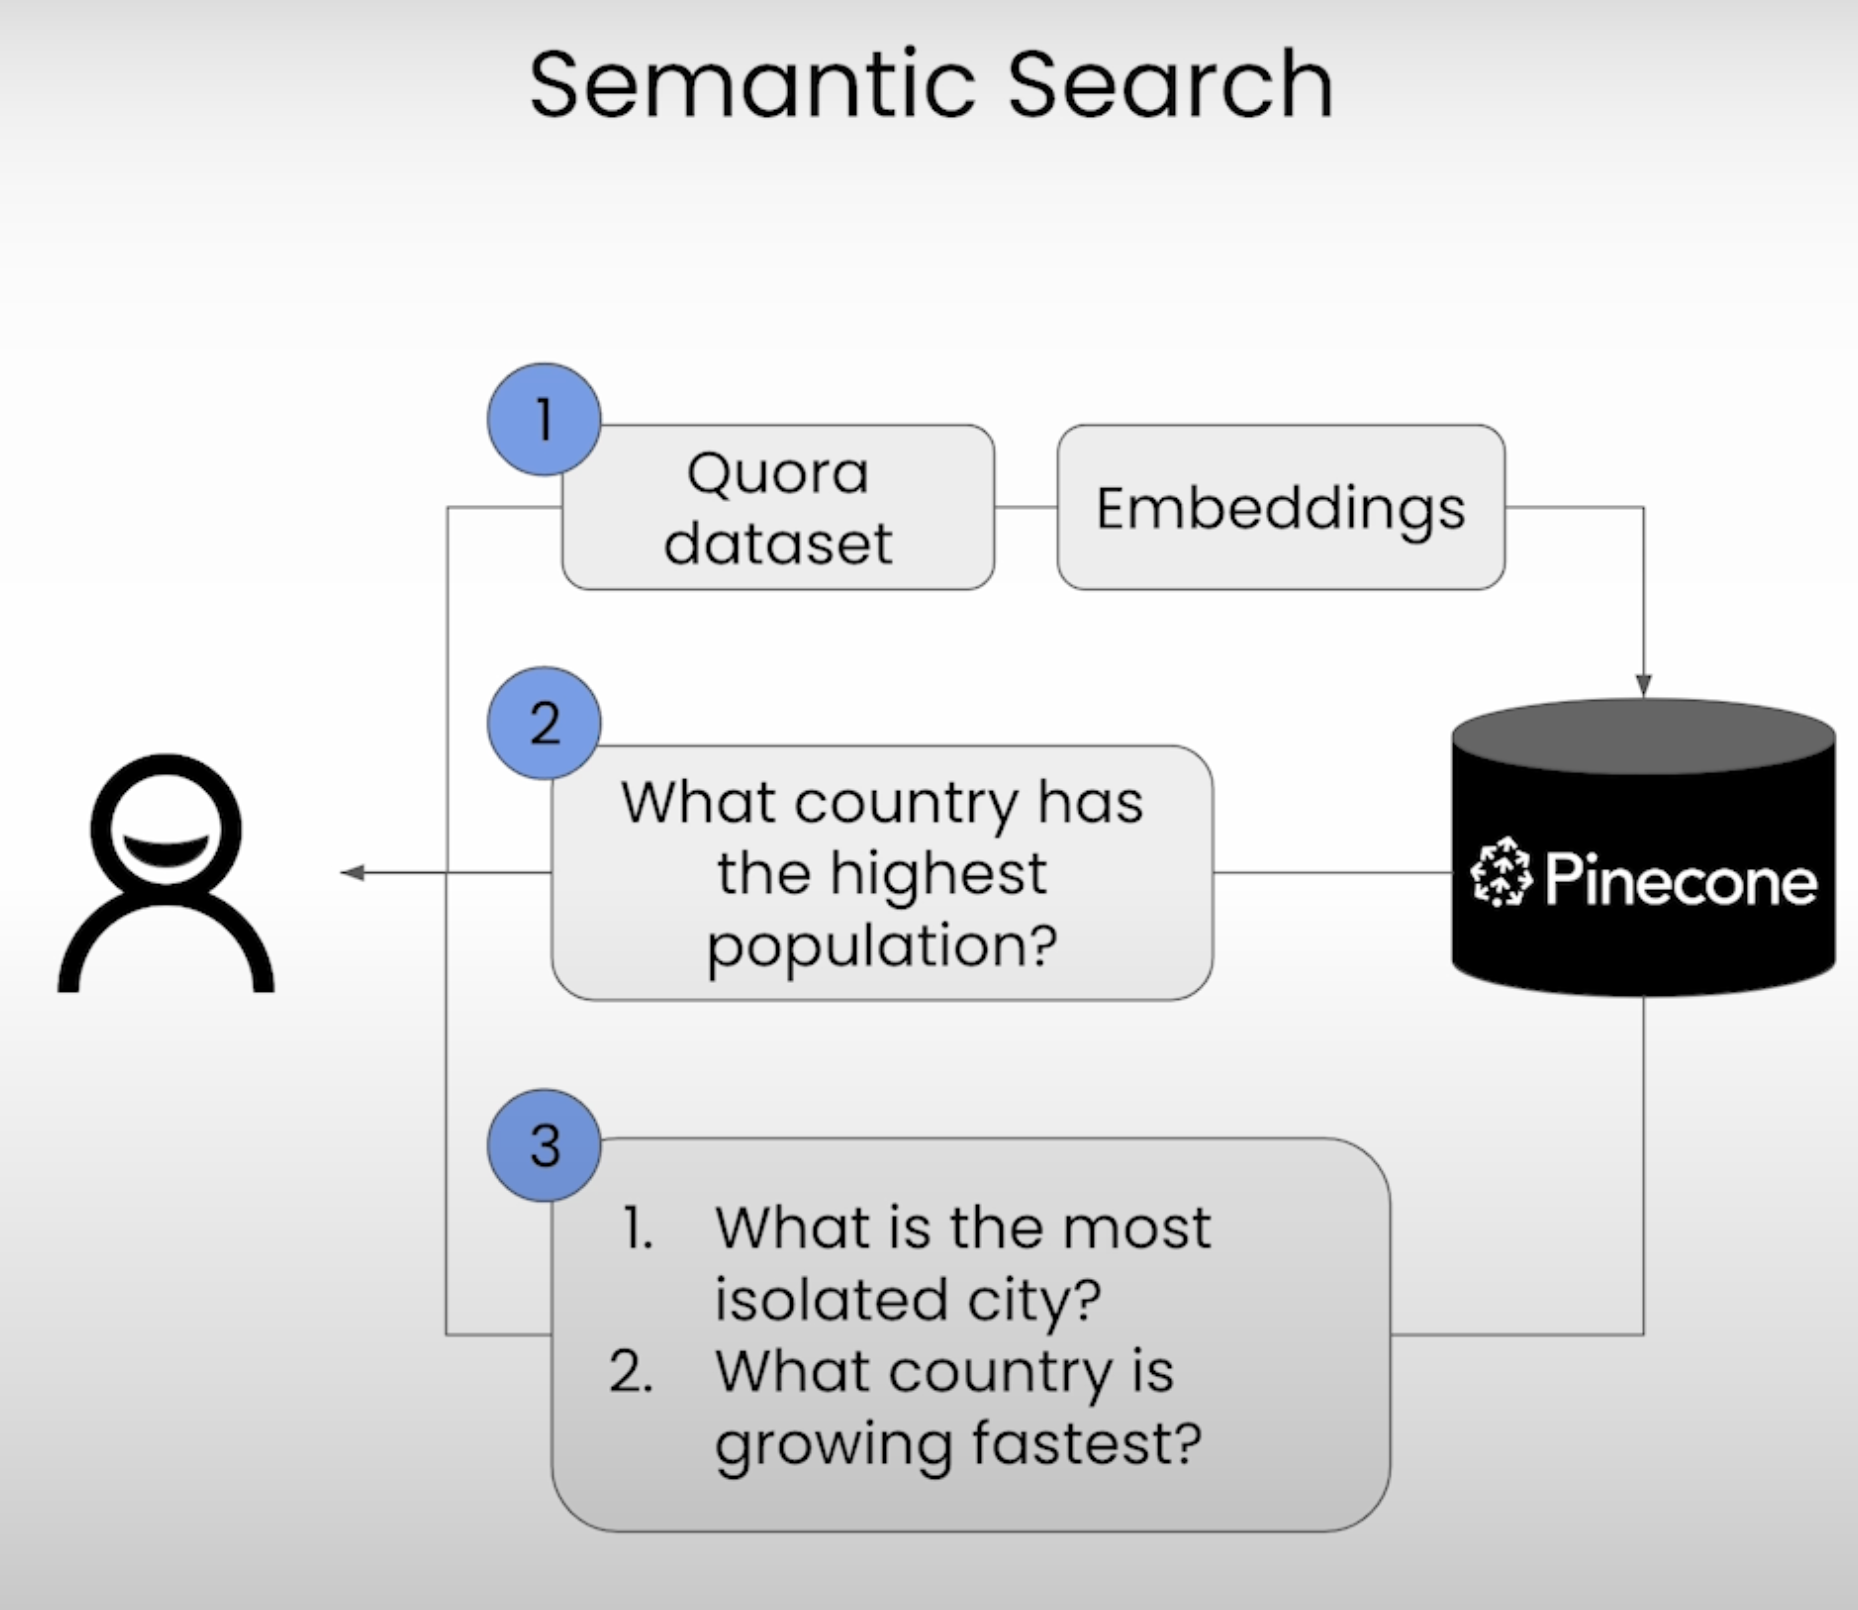 Semantic Search
1
Quora
dataset
Embeddings
2
What country has
the highest
population?
Pinecone
3
1. What is the most
isolated city?
2. What country is
growing fastest?